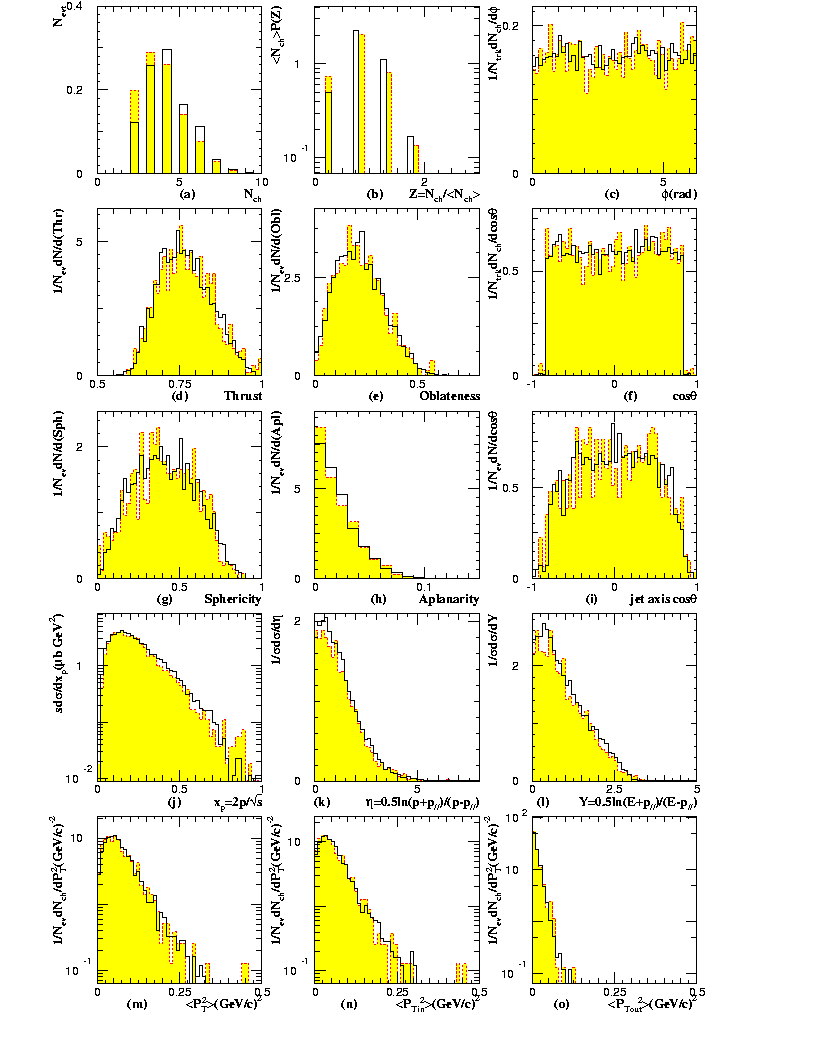 N_evt
0.4
0.2
0
0 5 10
(a) N_ch
<N_ch>P(Z)
1
10^-1
0 2
(b) Z=N_ch/<N_ch>
1/N_trk dN_ch/dϕ
0.2
0
0 2 4 6
(c) ϕ(rad)
1/N_ev dN/d(Thr)
5
0
0.5 0.75 1
(d) Thrust
1/N_ev dN/d(Obl)
2.5
0
0 0.5
(e) Oblateness
1/N_trk dN_ch/dcosθ
0.5
0
-1 0 1
(f) cosθ
1/N_ev dN/d(Sph)
2
0
0 0.5 1
(g) Sphericity
1/N_ev dN/d(Apl)
5
0
0 0.1
(h) Aplanarity
1/N_ev dN/dcosθ
0.5
0
-1 0 1
(i) jet axis cosθ
sdσ/dx_p(μb GeV^2)
1
10^-2
0 0.5 1
(j) x_p=2p/√s
1/σdσ/dη
2
0
0 5
(k) η=0.5ln(p+p_//)/(p-p_//)
1/σdσ/dY
2
0
0 2.5 5
(l) Y=0.5ln(E+p_//)/(E-p_//)
1/N_ev dN_ch/dP_T^2(GeV/c)^-2
10
1
10^-1
0 0.25 0.5
(m) <P_T^2>(GeV/c)^2
1/N_ev dN_ch/dP_T^2(GeV/c)^-2
10
1
10^-1
0 0.25 0.5
(n) <P_Tin^2>(GeV/c)^2
1/N_ev dN_ch/dP_T^2(GeV/c)^-2
10^2
10
1
10^-1
0 0.25 0.5
(o) <P_Tout^2>(GeV/c)^2